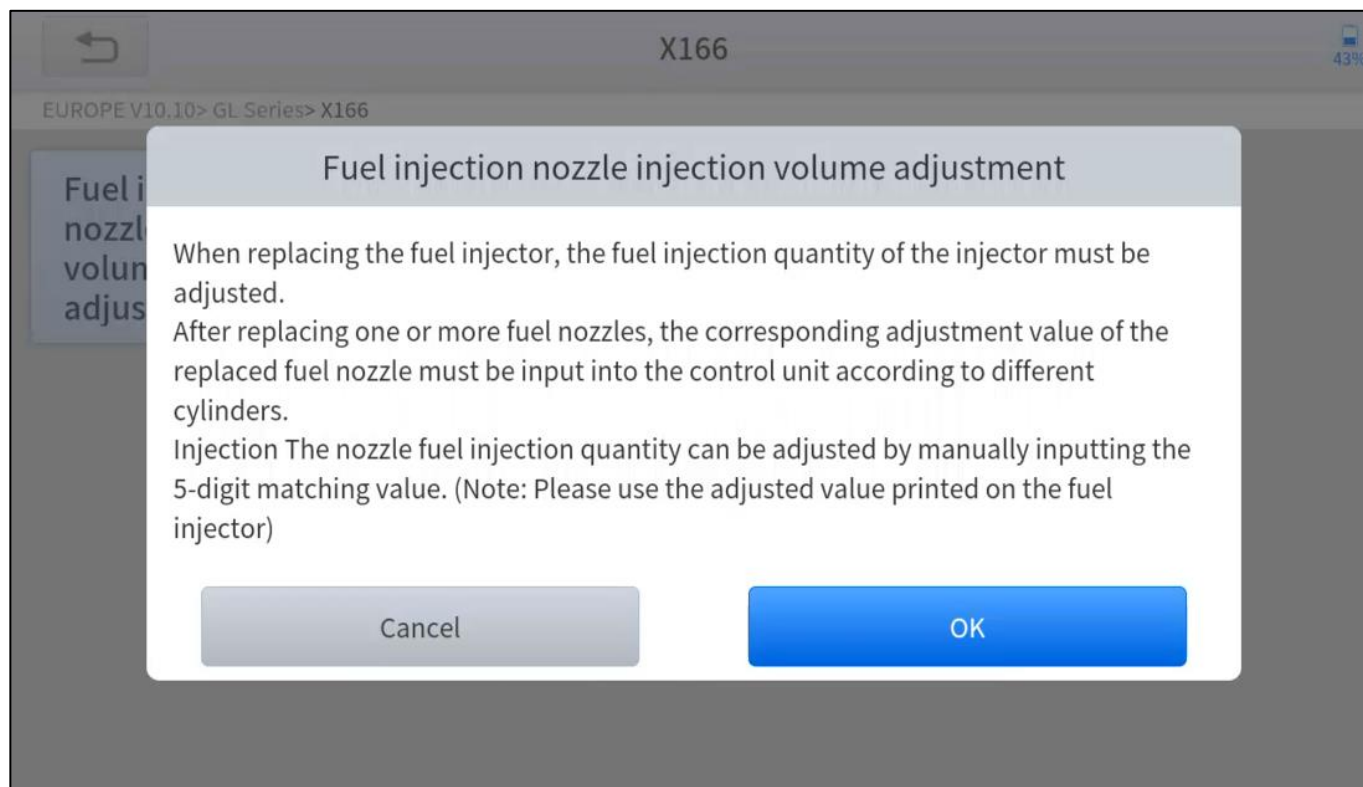 X166
43%
EUROPE V10.10> GL Series> X166
Fuel injection nozzle injection volume adjustment
Fuel i
nozzl
volun
adjus
When replacing the fuel injector, the fuel injection quantity of the injector must be
adjusted.
After replacing one or more fuel nozzles, the corresponding adjustment value of the
replaced fuel nozzle must be input into the control unit according to different
cylinders.
Injection The nozzle fuel injection quantity can be adjusted by manually inputting the
5-digit matching value. (Note: Please use the adjusted value printed on the fuel
injector)
Cancel
OK